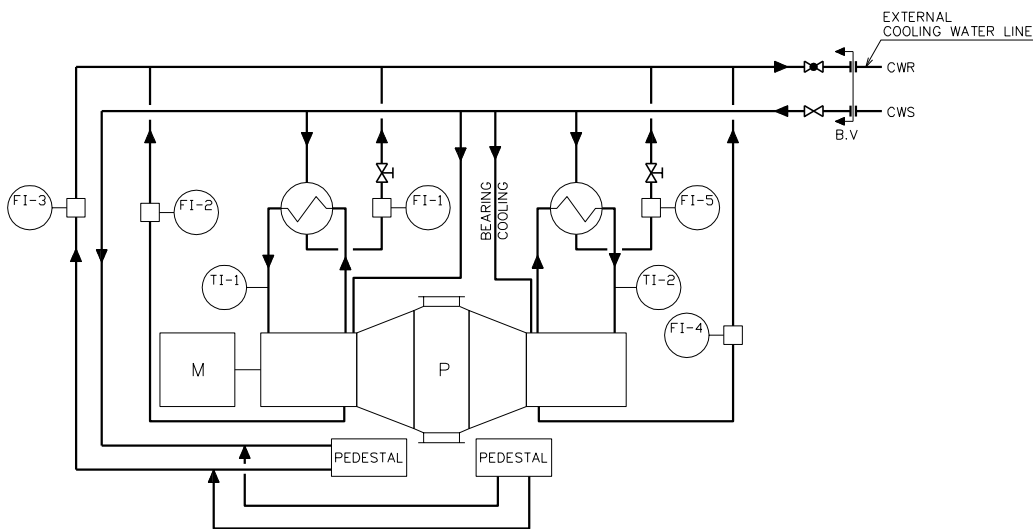 EXTERNAL
COOLING WATER LINE
CWR
CWS
B.V
FI-3
FI-2
FI-1
FI-5
BEARING
COOLING
TI-1
TI-2
FI-4
M
P
PEDESTAL
PEDESTAL